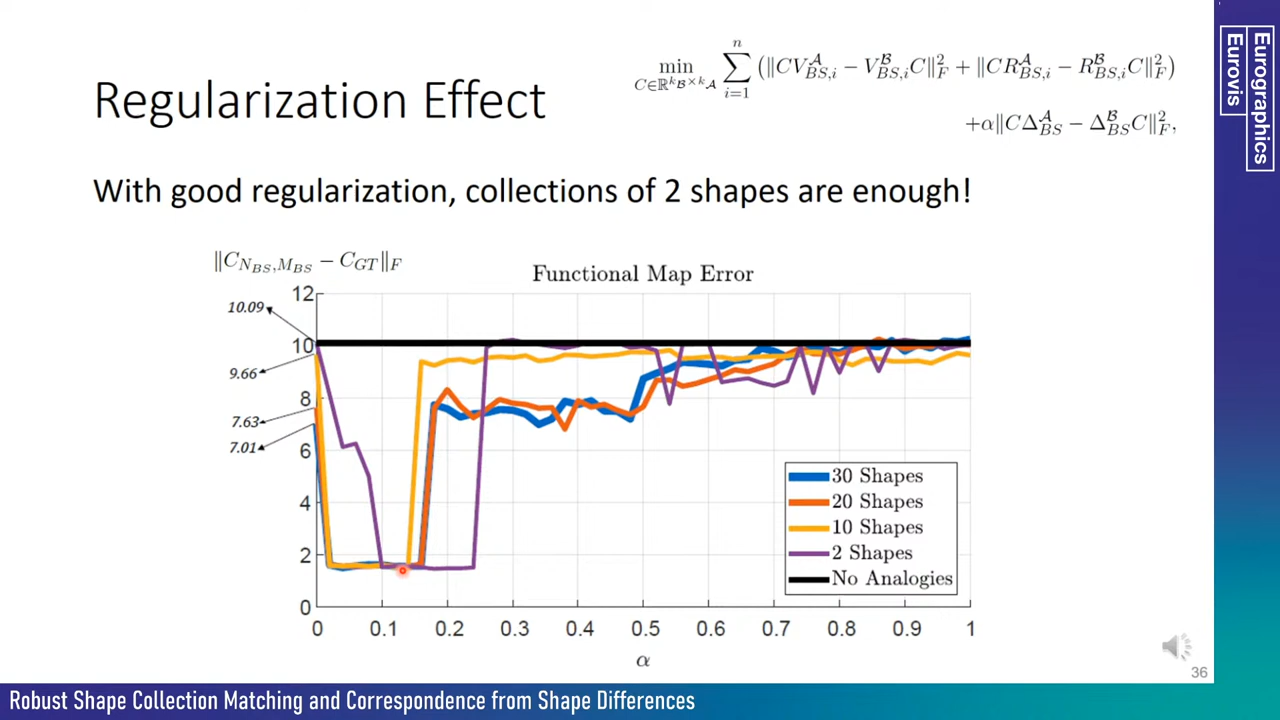 Regularization Effect
min_{C∈ℝ^{k_ℬ×k_𝒜}} ∑_{i=1}^{n} (‖CV^𝒜_{BS,i} − V^ℬ_{BS,i}C‖²_F + ‖CR^𝒜_{BS,i} − R^ℬ_{BS,i}C‖²_F)
+α‖CΔ^𝒜_{BS} − Δ^ℬ_{BS}C‖²_F,
Eurographics
Eurovis
With good regularization, collections of 2 shapes are enough!
‖C_{N_{BS},M_{BS}} − C_{GT}‖_F
Functional Map Error
12
10
8
6
4
2
0
10.09
9.66
7.63
7.01
30 Shapes
20 Shapes
10 Shapes
2 Shapes
No Analogies
0 0.1 0.2 0.3 0.4 0.5 0.6 0.7 0.8 0.9 1
α
36
Robust Shape Collection Matching and Correspondence from Shape Differences